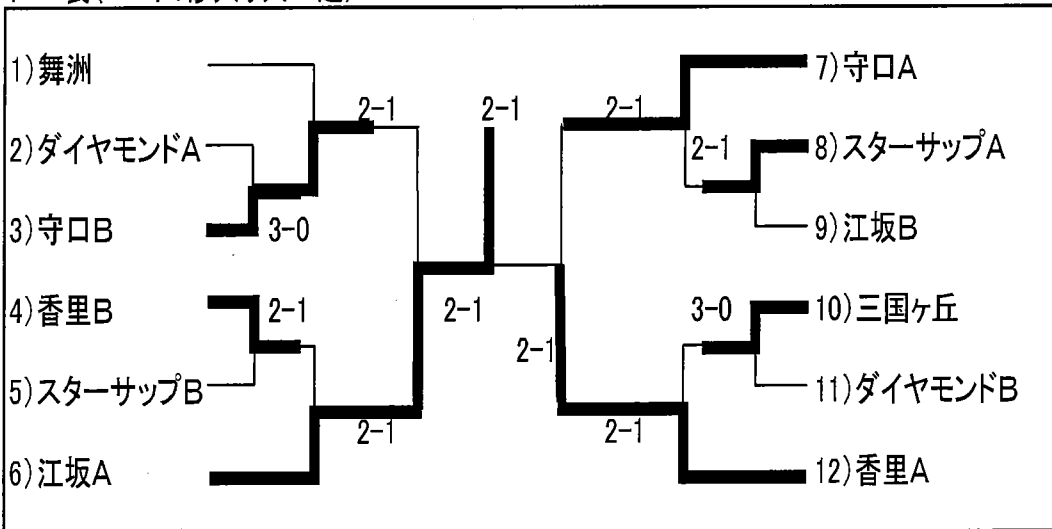 1)舞洲
2)ダイヤモンドA
3)守口B
4)香里B
5)スターサップB
6)江坂A
2-1
3-0
2-1
2-1
2-1
2-1
2-1
2-1
3-0
2-1
2-1
7)守口A
8)スターサップA
9)江坂B
10)三国ヶ丘
11)ダイヤモンドB
12)香里A